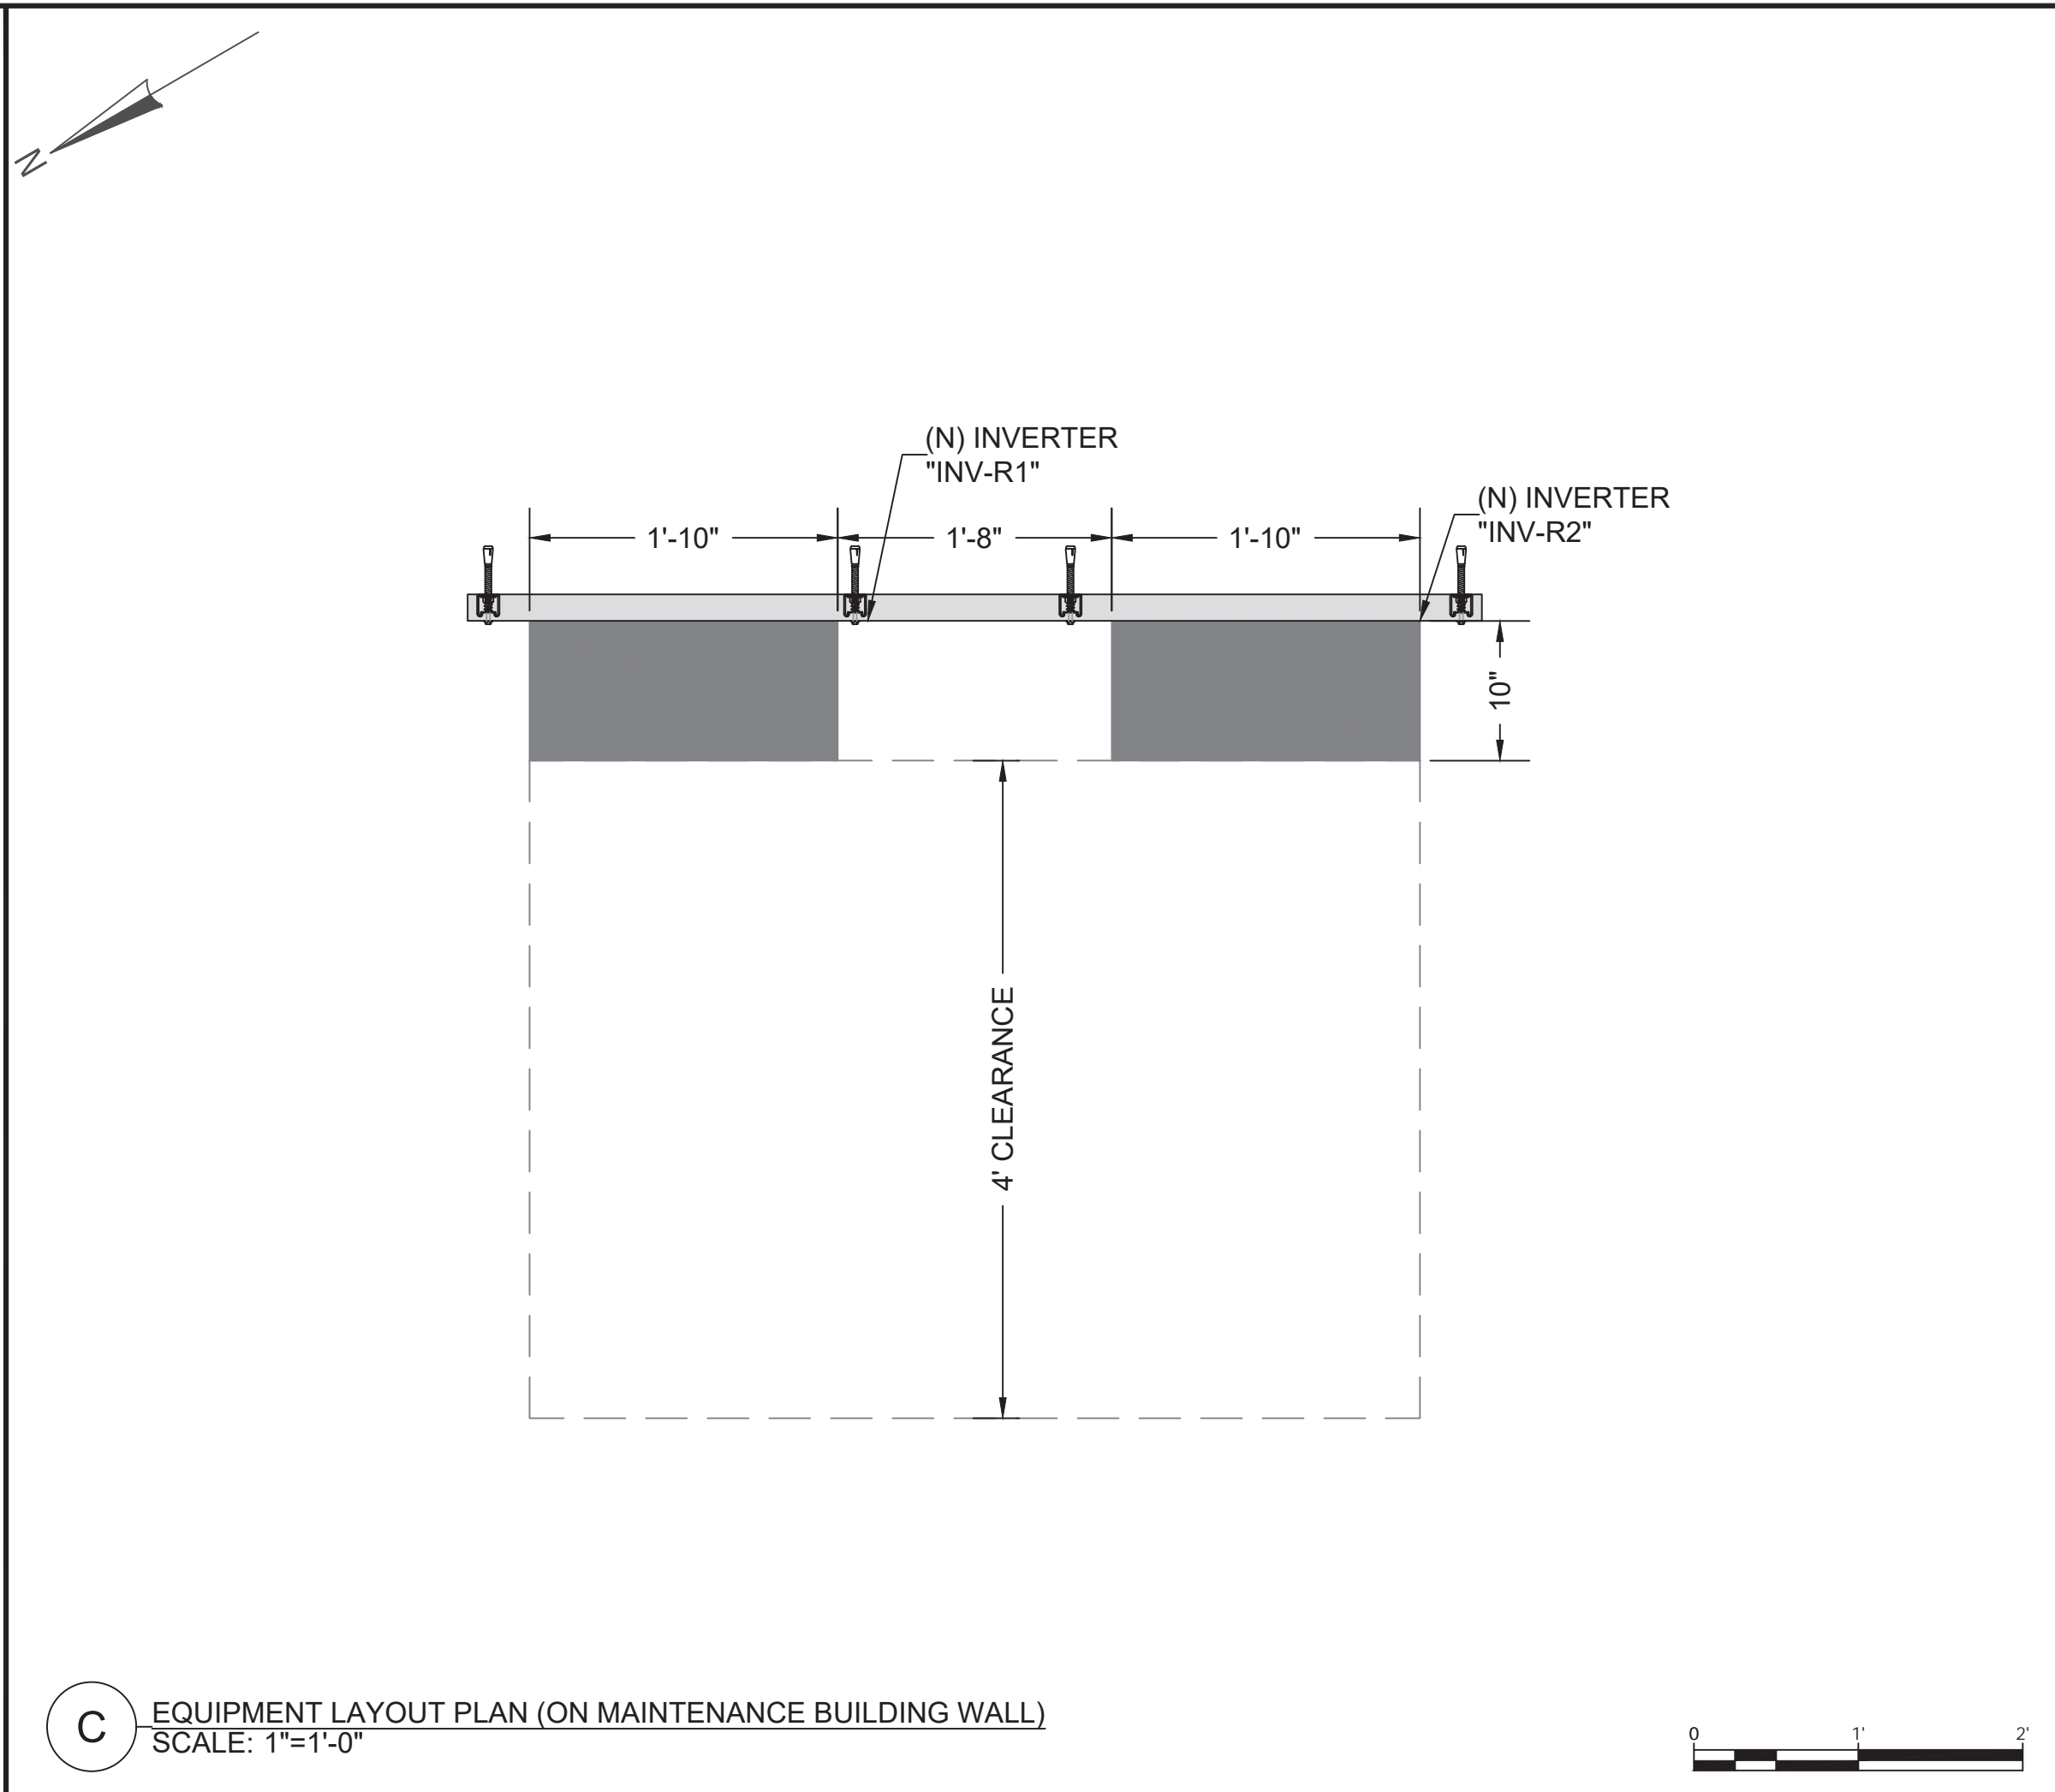 N
(N) INVERTER
"INV-R1"
(N) INVERTER
"INV-R2"
1'-10"
1'-8"
1'-10"
10"
4' CLEARANCE
C
EQUIPMENT LAYOUT PLAN (ON MAINTENANCE BUILDING WALL)
SCALE: 1"=1'-0"
0 1' 2'